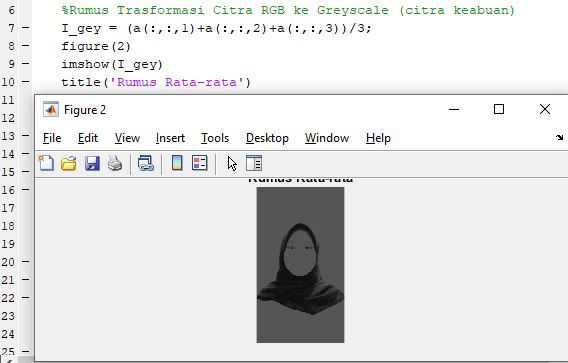 6 %Rumus Trasformasi Citra RGB ke Greyscale (citra keabuan)
7 - I_gey = (a(:,:,1)+a(:,:,2)+a(:,:,3))/3;
8 - figure(2)
9 - imshow(I_gey)
10 - title('Rumus Rata-rata')
11
12
13 -
14 -
15 -
16 -
17
18
19
20 -
21 -
22 -
23
24
25 -
Figure 2
File Edit View Insert Tools Desktop Window Help
Rumus Rata-rata